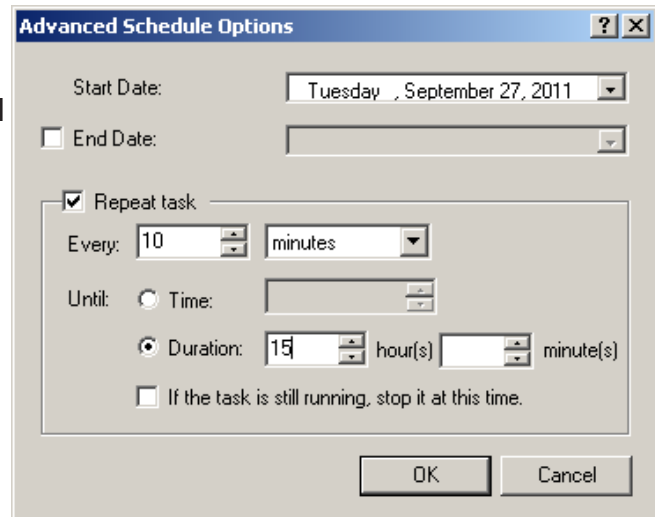 Advanced Schedule Options
Start Date: Tuesday , September 27, 2011
End Date:
Repeat task
Every: 10 minutes
Until: Time:
Duration: 15 hour(s) minute(s)
If the task is still running, stop it at this time.
OK Cancel